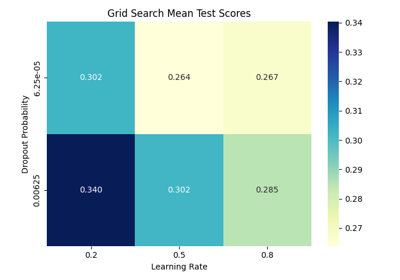 Grid Search Mean Test Scores
0.34
0.33
0.32
0.31
0.30
0.29
0.28
0.27
Dropout Probability
6.25e-05
0.302 0.264 0.267
0.00625
0.340 0.302 0.285
0.2 0.5 0.8
Learning Rate